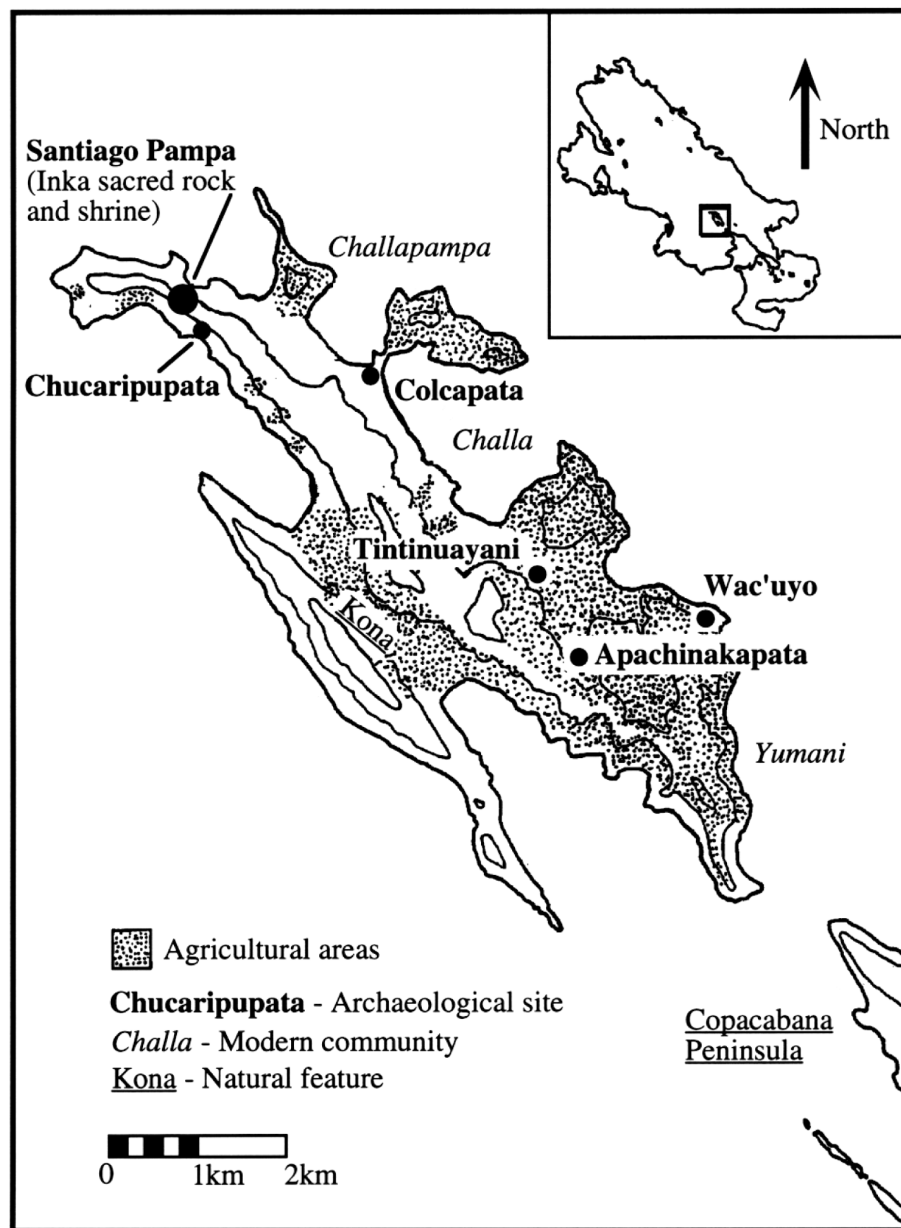 North
Santiago Pampa
(Inka sacred rock
and shrine)
Challapampa
Chucaripupata
Colcapata
Challa
Tintinuayani
Wac'uyo
Kona
Apachinakapata
Yumani
Agricultural areas
Chucaripupata - Archaeological site
Challa - Modern community
Kona - Natural feature
Copacabana
Peninsula
0 1km 2km